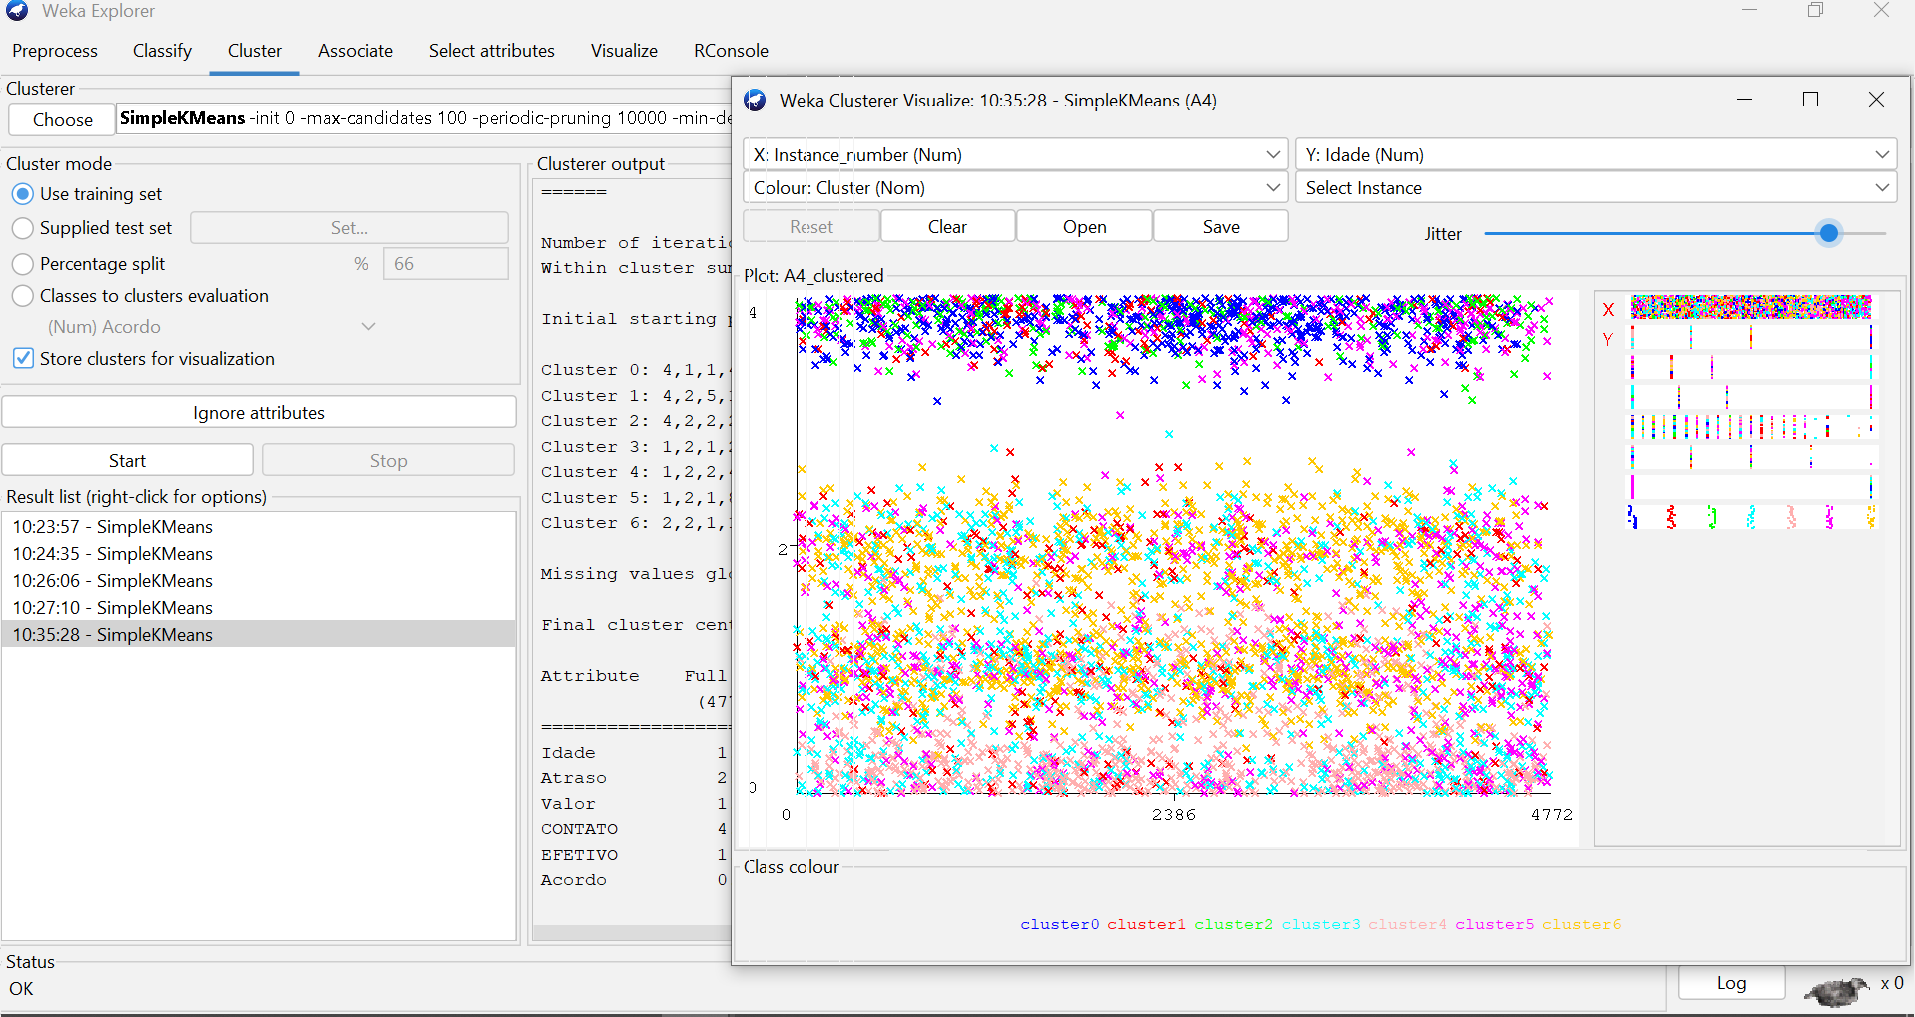 Weka Explorer
Preprocess Classify Cluster Associate Select attributes Visualize RConsole
Clusterer
Choose SimpleKMeans -init 0 -max-candidates 100 -periodic-pruning 10000 -min-de
Cluster mode
Use training set
Supplied test set Set...
Percentage split % 66
Classes to clusters evaluation
(Num) Acordo
Store clusters for visualization
Ignore attributes
Start Stop
Result list (right-click for options)
10:23:57 - SimpleKMeans
10:24:35 - SimpleKMeans
10:26:06 - SimpleKMeans
10:27:10 - SimpleKMeans
10:35:28 - SimpleKMeans
Clusterer output
======
Number of iteratio
Within cluster sum
Initial starting p
Cluster 0: 4,1,1,
Cluster 1: 4,2,5,
Cluster 2: 4,2,2,
Cluster 3: 1,2,1,
Cluster 4: 1,2,2,
Cluster 5: 1,2,1,
Cluster 6: 2,2,1,
Missing values glo
Final cluster cent
Attribute Full
(477
==================
Idade 1
Atraso 2
Valor 1
CONTATO 4
EFETIVO 1
Acordo 0
Weka Clusterer Visualize: 10:35:28 - SimpleKMeans (A4)
X: Instance_number (Num) Y: Idade (Num)
Colour: Cluster (Nom) Select Instance
Reset Clear Open Save Jitter
Plot: A4_clustered
4
2
0
0 2386 4772
X
Y
Class colour
cluster0 cluster1 cluster2 cluster3 cluster4 cluster5 cluster6
Status
OK
Log x 0